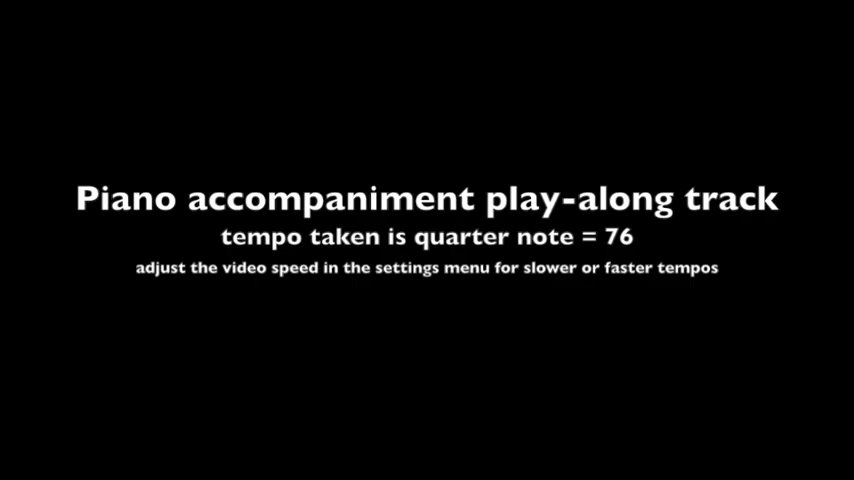 Piano accompaniment play-along track
tempo taken is quarter note = 76
adjust the video speed in the settings menu for slower or faster tempos